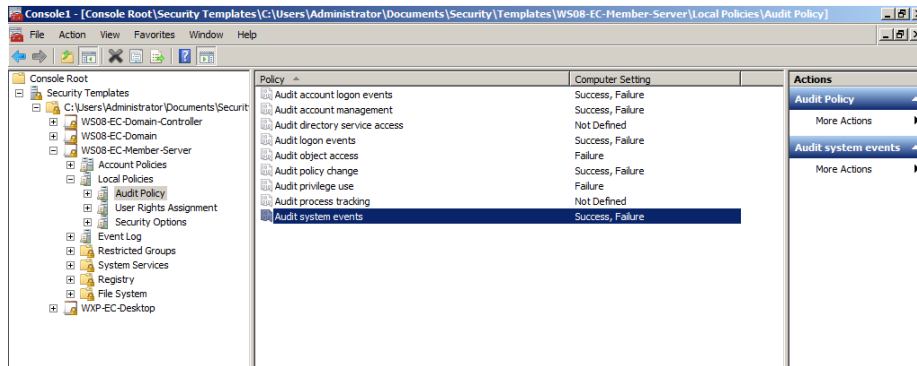 Console1 - [Console Root\Security Templates\C:\Users\Administrator\Documents\Security\Templates\WS08-EC-Member-Server\Local Policies\Audit Policy]
File Action View Favorites Window Help
Console Root
Security Templates
C:\Users\Administrator\Documents\Securit
WS08-EC-Domain-Controller
WS08-EC-Domain
WS08-EC-Member-Server
Account Policies
Local Policies
Audit Policy
User Rights Assignment
Security Options
Event Log
Restricted Groups
System Services
Registry
File System
WXP-EC-Desktop
Policy Computer Setting
Audit account logon events Success, Failure
Audit account management Success, Failure
Audit directory service access Not Defined
Audit logon events Success, Failure
Audit object access Failure
Audit policy change Success, Failure
Audit privilege use Failure
Audit process tracking Not Defined
Audit system events Success, Failure
Actions
Audit Policy
More Actions
Audit system events
More Actions